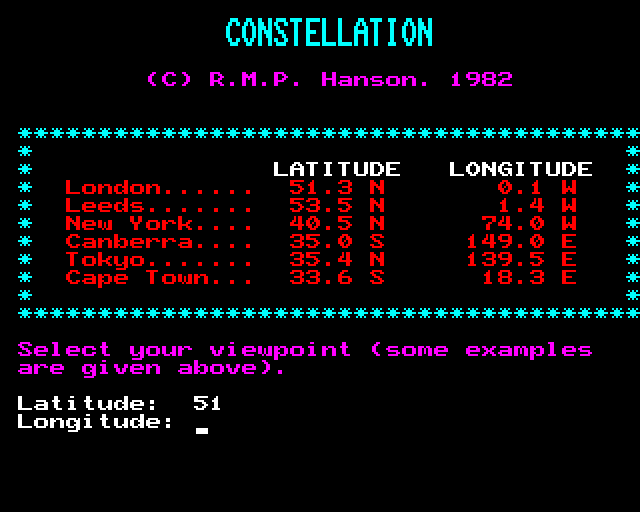 CONSTELLATION
(C) R.M.P. Hanson. 1982
****************************************
*                                      *
*               LATITUDE   LONGITUDE   *
*  London......  51.3 N       0.1 W    *
*  Leeds.......  53.5 N       1.4 W    *
*  New York....  40.5 N      74.0 W    *
*  Canberra....  35.0 S     149.0 E    *
*  Tokyo.......  35.4 N     139.5 E    *
*  Cape Town...  33.6 S      18.3 E    *
*                                      *
****************************************
Select your viewpoint (some examples
are given above).
Latitude:  51
Longitude: _